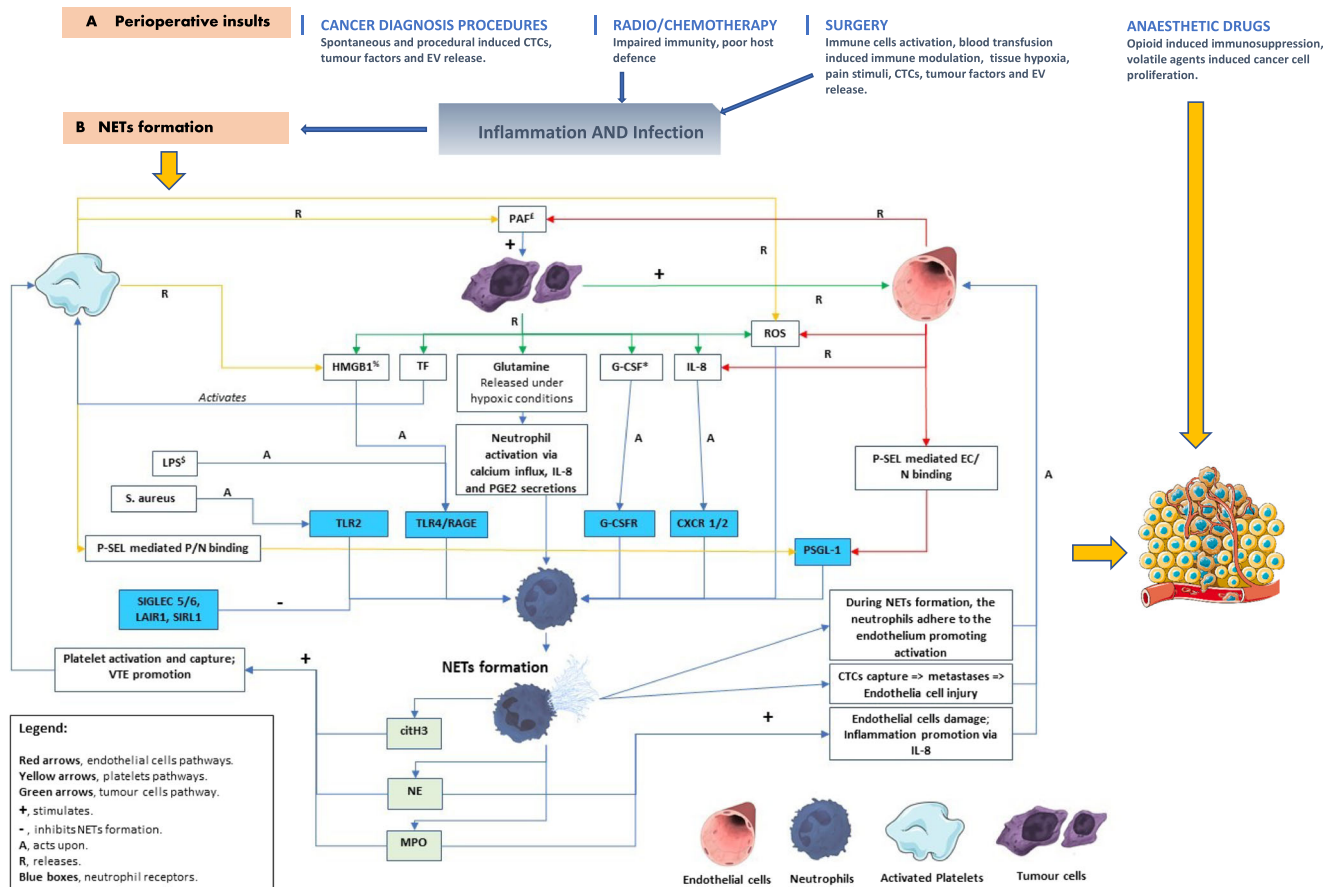 A Perioperative insults
CANCER DIAGNOSIS PROCEDURES
Spontaneous and procedural induced CTCs,
tumour factors and EV release.
RADIO/CHEMOTHERAPY
Impaired immunity, poor host
defence
SURGERY
Immune cells activation, blood transfusion
induced immune modulation, tissue hypoxia,
pain stimuli, CTCs, tumour factors and EV
release.
ANAESTHETIC DRUGS
Opioid induced immunosuppression,
volatile agents induced cancer cell
proliferation.
B NETs formation
Inflammation AND Infection
R
PAF£
R
+
R
+
R
R
R
ROS
R
HMGB1%
TF
Glutamine
Released under
hypoxic conditions
G-CSF*
IL-8
Activates
A
A
A
Neutrophil
activation via
calcium influx, IL-8
and PGE2 secretions
P-SEL mediated EC/
N binding
A
LPS$
A
S. aureus
A
TLR2
TLR4/RAGE
G-CSFR
CXCR 1/2
P-SEL mediated P/N binding
PSGL-1
SIGLEC 5/6,
LAIR1, SIRL1
-
During NETs formation, the
neutrophils adhere to the
endothelium promoting
activation
Platelet activation and capture;
VTE promotion
+
NETs formation
CTCs capture => metastases =>
Endothelia cell injury
citH3
+
Endothelial cells damage;
Inflammation promotion via
IL-8
NE
MPO
Legend:
Red arrows, endothelial cells pathways.
Yellow arrows, platelets pathways.
Green arrows, tumour cells pathway.
+, stimulates.
- , inhibits NETs formation.
A, acts upon.
R, releases.
Blue boxes, neutrophil receptors.
Endothelial cells
Neutrophils
Activated Platelets
Tumour cells